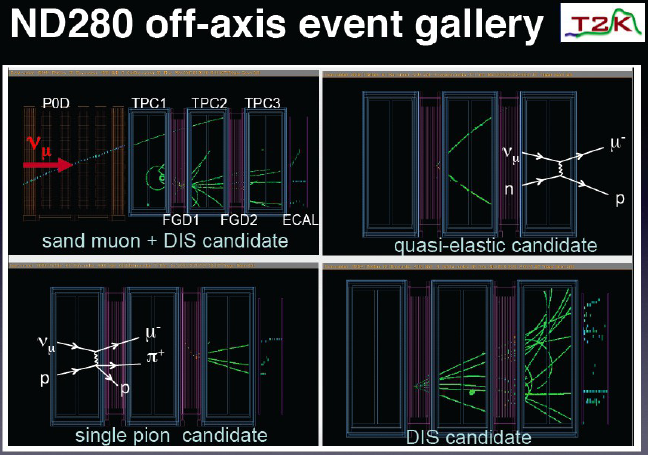 ND280 off-axis event gallery
T2K
P0D TPC1 TPC2 TPC3
νμ
FGD1 FGD2 ECAL
sand muon + DIS candidate
νμ μ-
n p
quasi-elastic candidate
νμ μ-
π+
p p
single pion candidate
DIS candidate